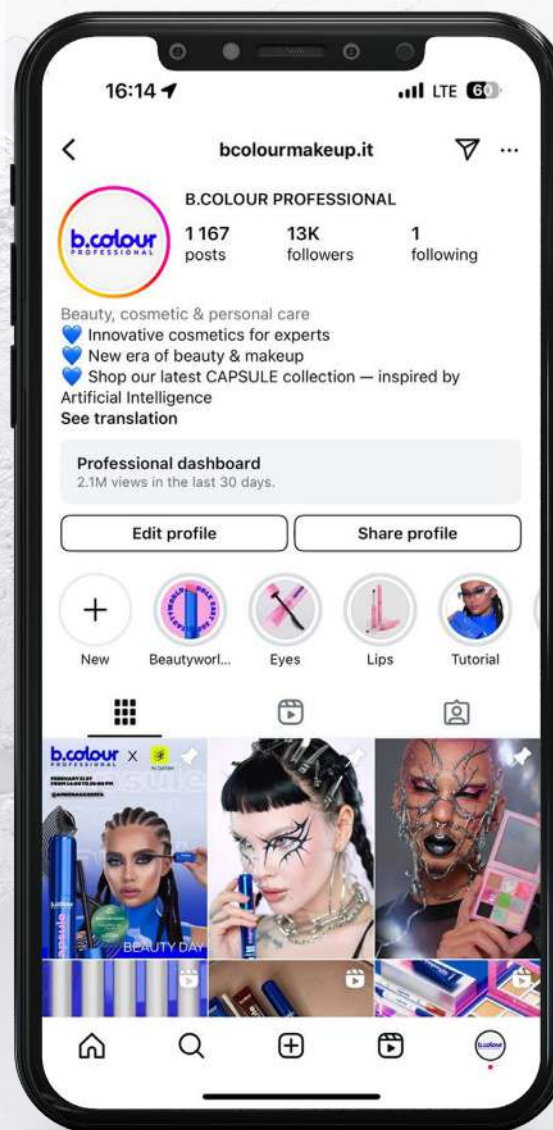 16:14
LTE 60
bcolourmakeup.it
B.COLOUR PROFESSIONAL
b.colour
PROFESSIONAL
1 167 13K 1
posts followers following
Beauty, cosmetic & personal care
💙 Innovative cosmetics for experts
💙 New era of beauty & makeup
💙 Shop our latest CAPSULE collection — inspired by
Artificial Intelligence
See translation
Professional dashboard
2.1M views in the last 30 days.
Edit profile Share profile
New Beautyworl... Eyes Lips Tutorial
b.colour X
PROFESSIONAL
BEAUTY DAY